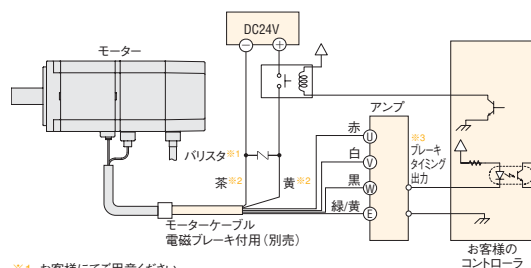 DC24V
モーター
アンプ
バリスタ※1
赤
U
※3
ブレーキ
タイミング
出力
白
V
茶※2
黄※2
黒
W
緑/黄
E
モーターケーブル
電磁ブレーキ付用(別売)
お客様の
コントローラ